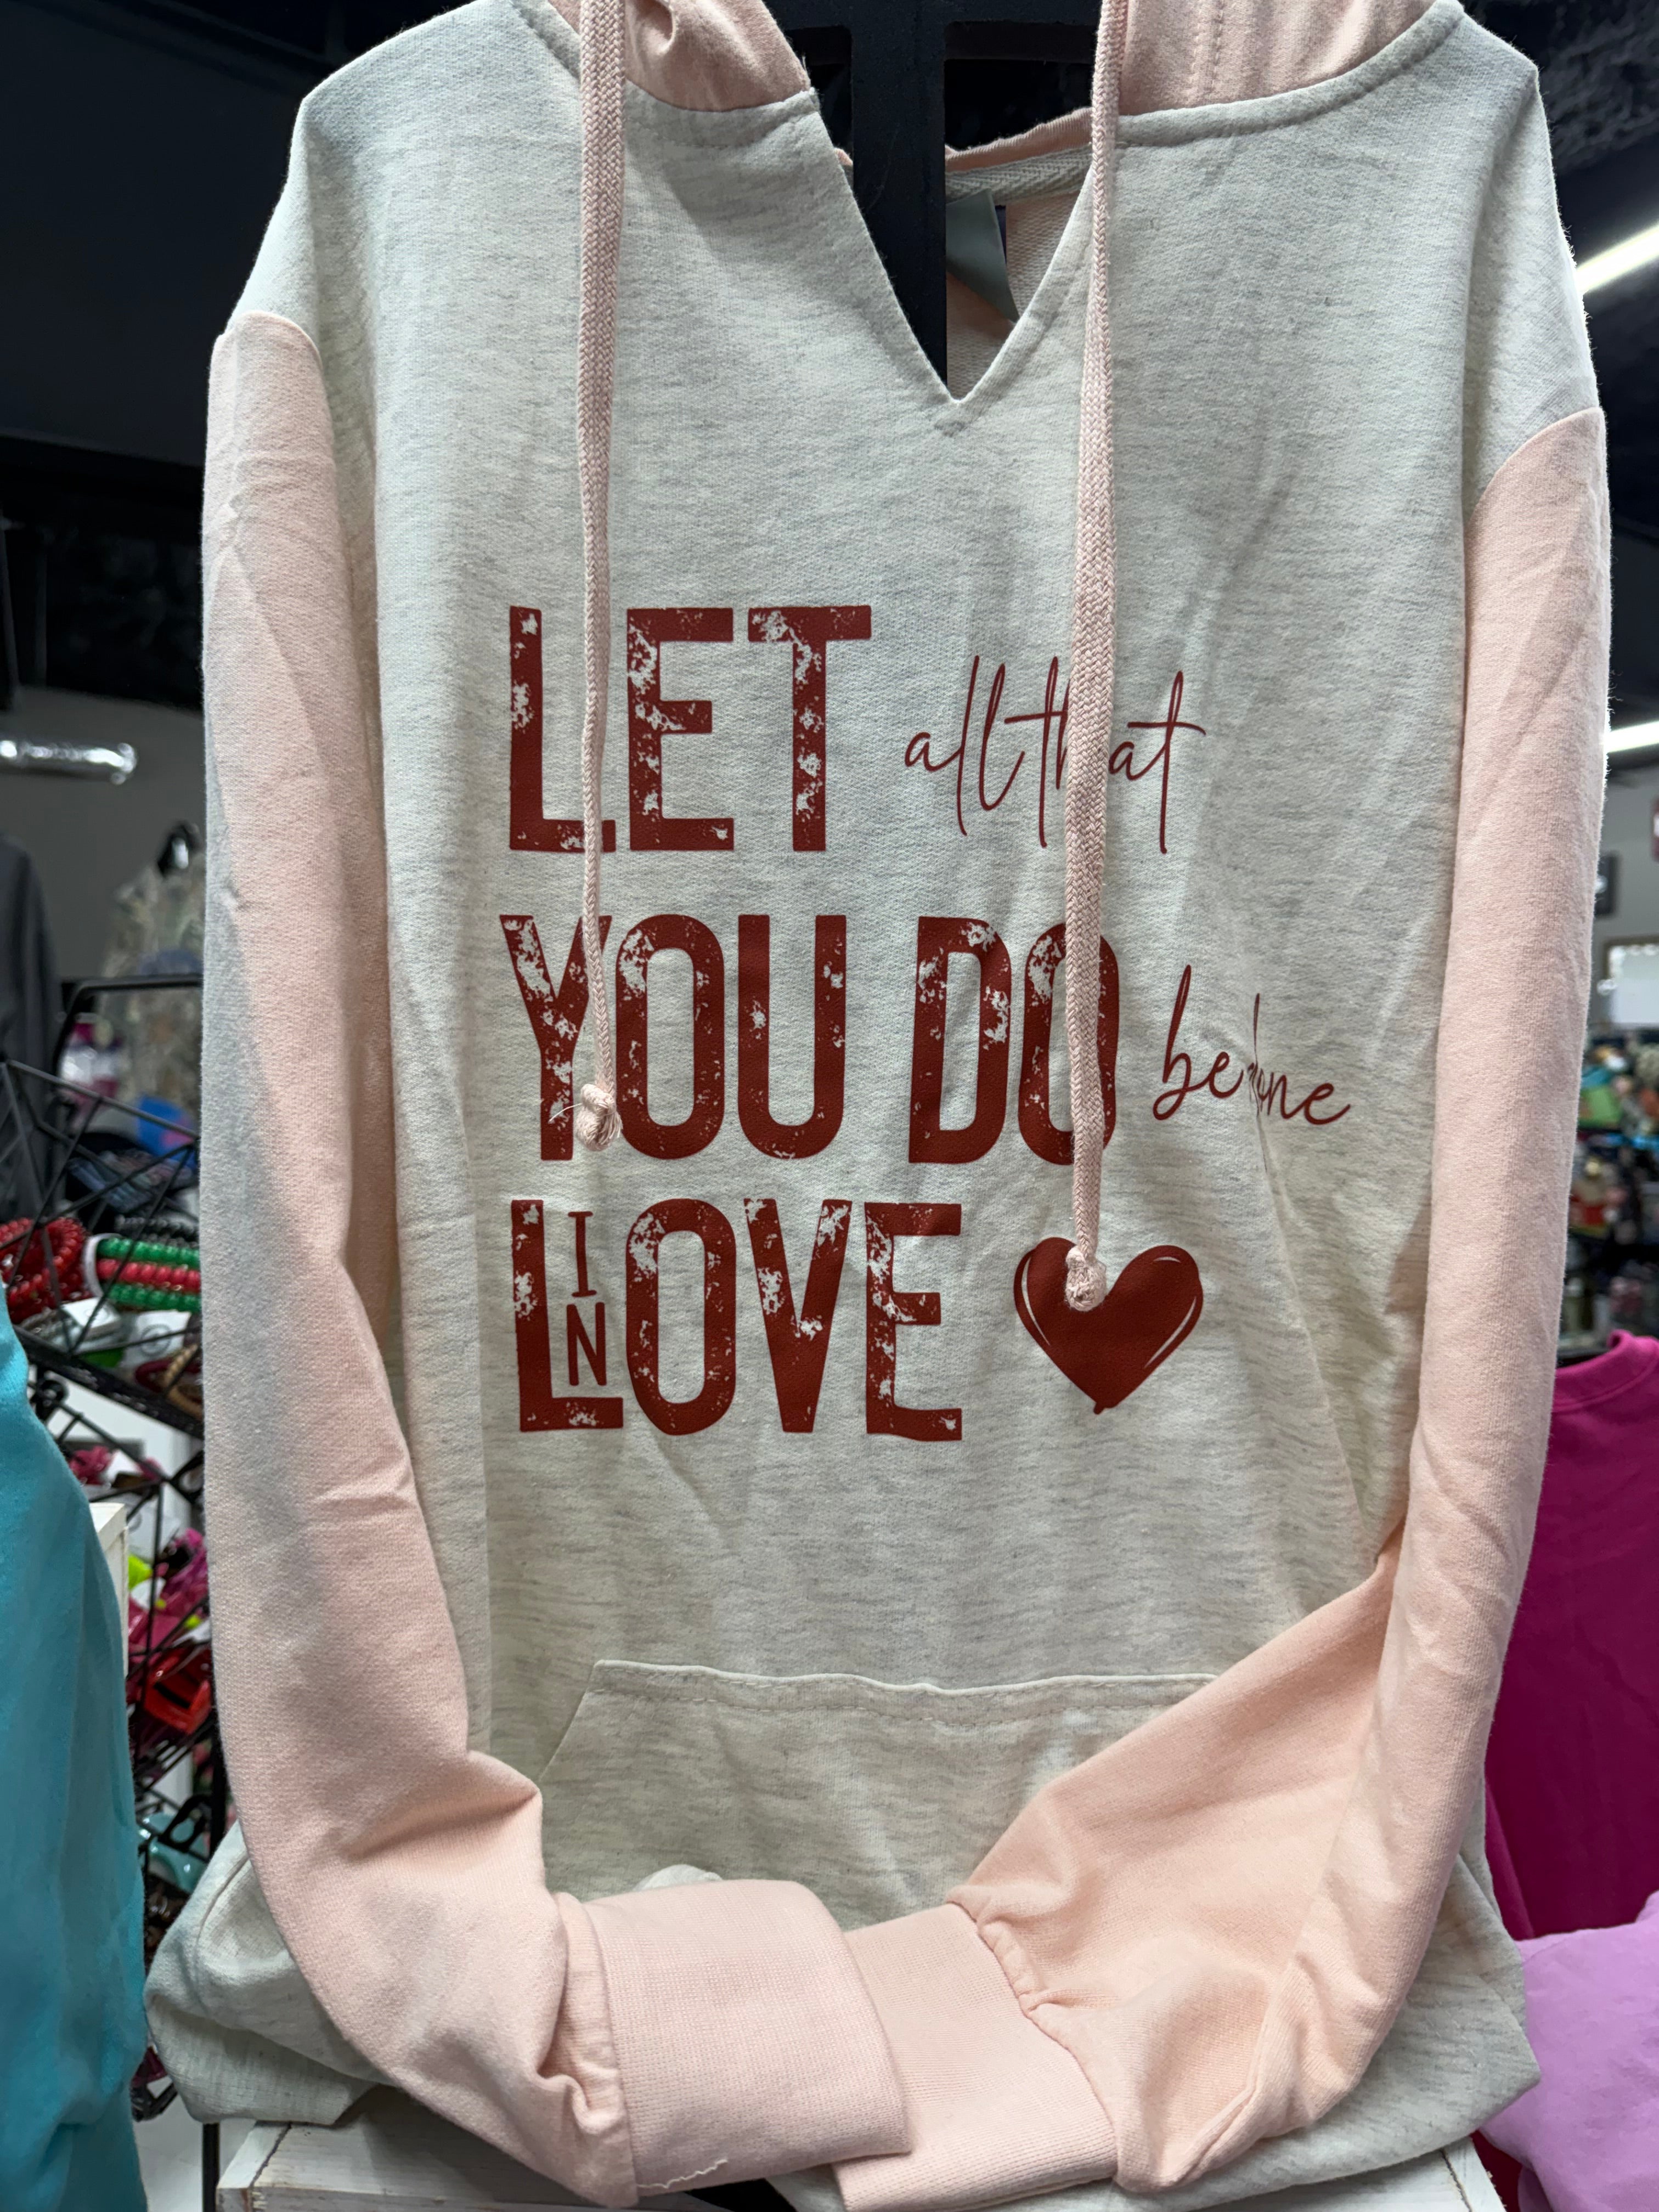 LET all that
YOU DO be done
IN LOVE